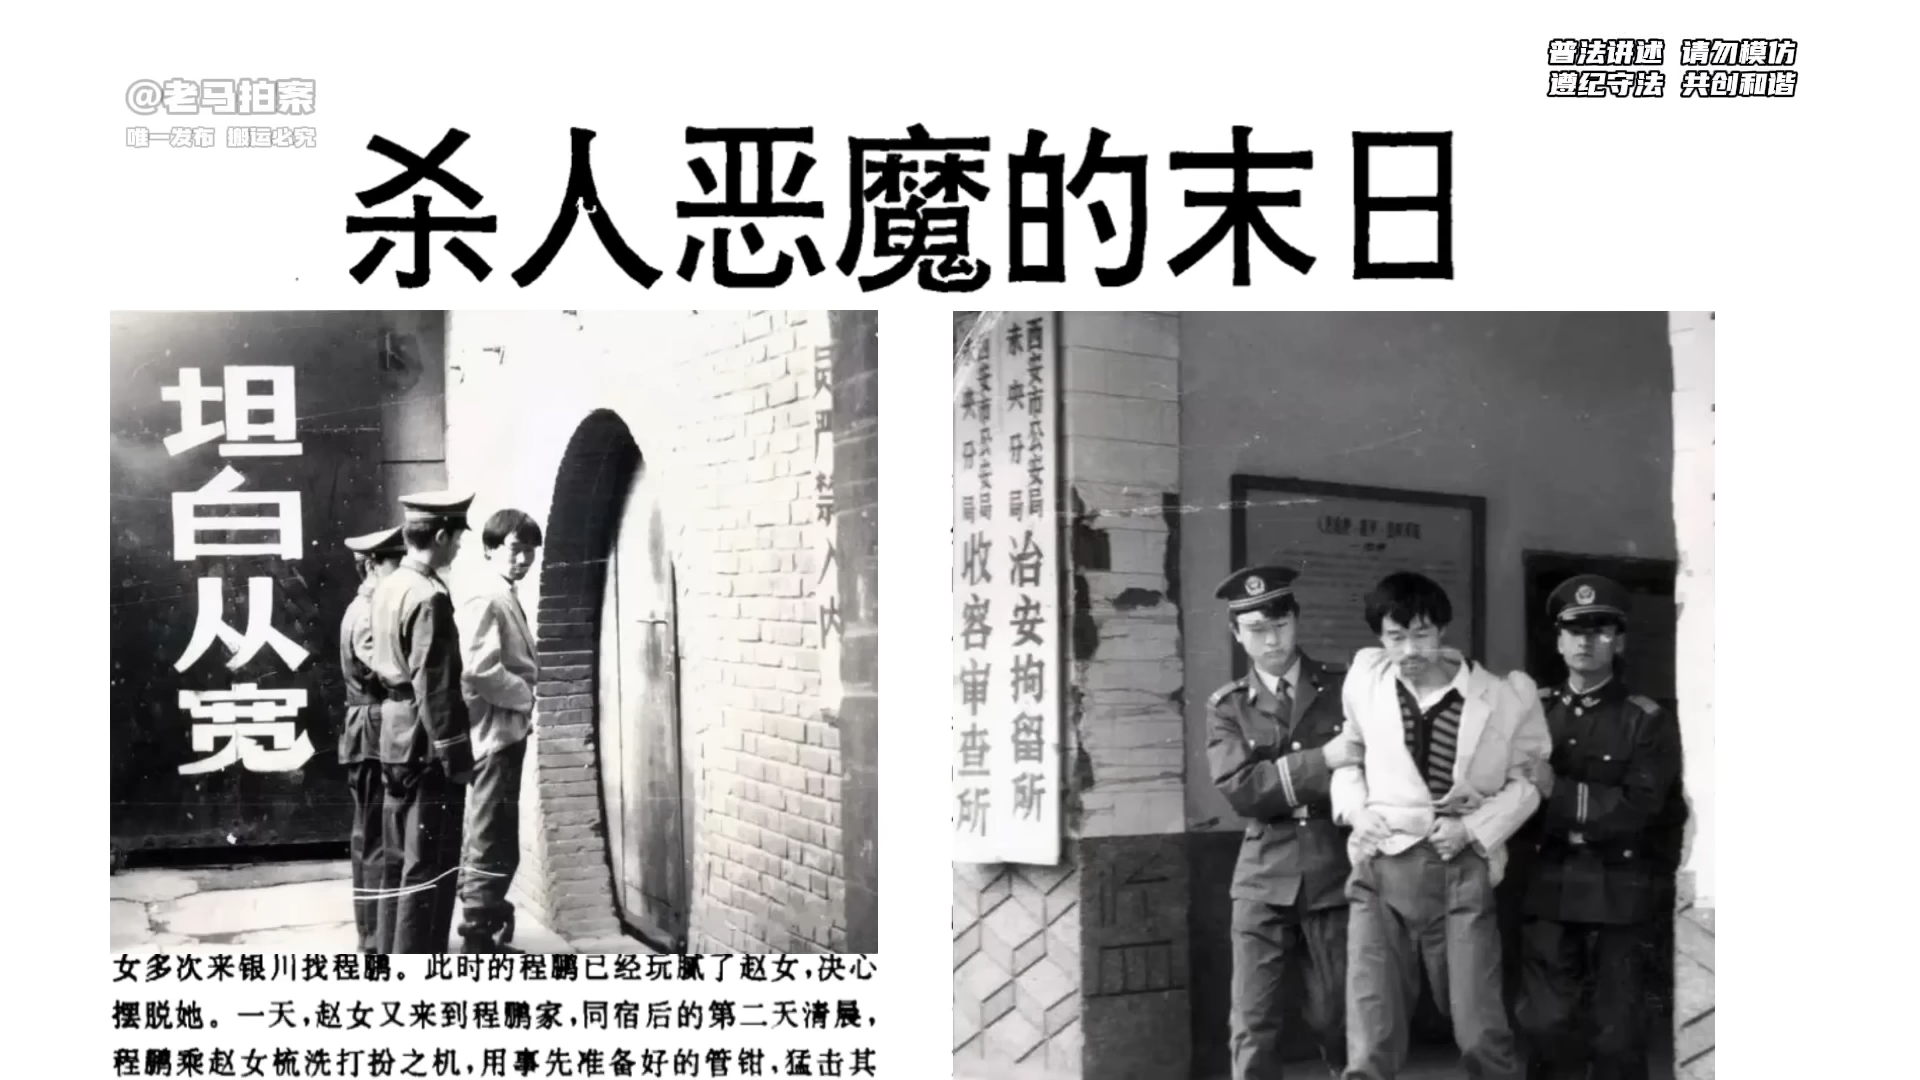 @老马拍案
唯一发布 搬运必究
普法讲述 请勿模仿
遵纪守法 共创和谐
杀人恶魔的末日
坦白从宽
员严禁入内
西安市公安局
未央分局
治安拘留所
西安市公安局
未央分局
收容审查所
女多次来银川找程鹏。此时的程鹏已经玩腻了赵女,决心
摆脱她。一天,赵女又来到程鹏家,同宿后的第二天清晨,
程鹏乘赵女梳洗打扮之机,用事先准备好的管钳,猛击其